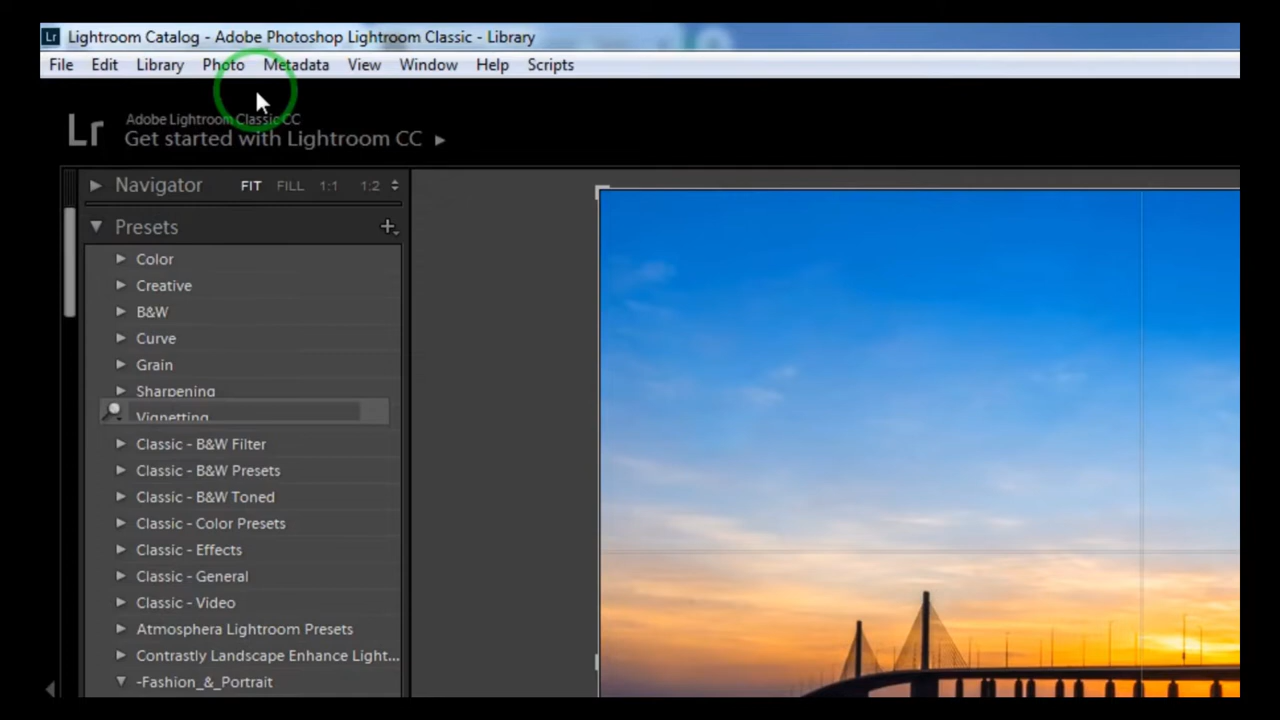 Lr Lightroom Catalog - Adobe Photoshop Lightroom Classic - Library
File Edit Library Photo Metadata View Window Help Scripts
Lr Adobe Lightroom Classic CC
Get started with Lightroom CC
Navigator FIT FILL 1:1 1:2
Presets
Color
Creative
B&W
Curve
Grain
Sharpening
Vignetting
Classic - B&W Filter
Classic - B&W Presets
Classic - B&W Toned
Classic - Color Presets
Classic - Effects
Classic - General
Classic - Video
Atmosphera Lightroom Presets
Contrastly Landscape Enhance Light...
-Fashion_&_Portrait